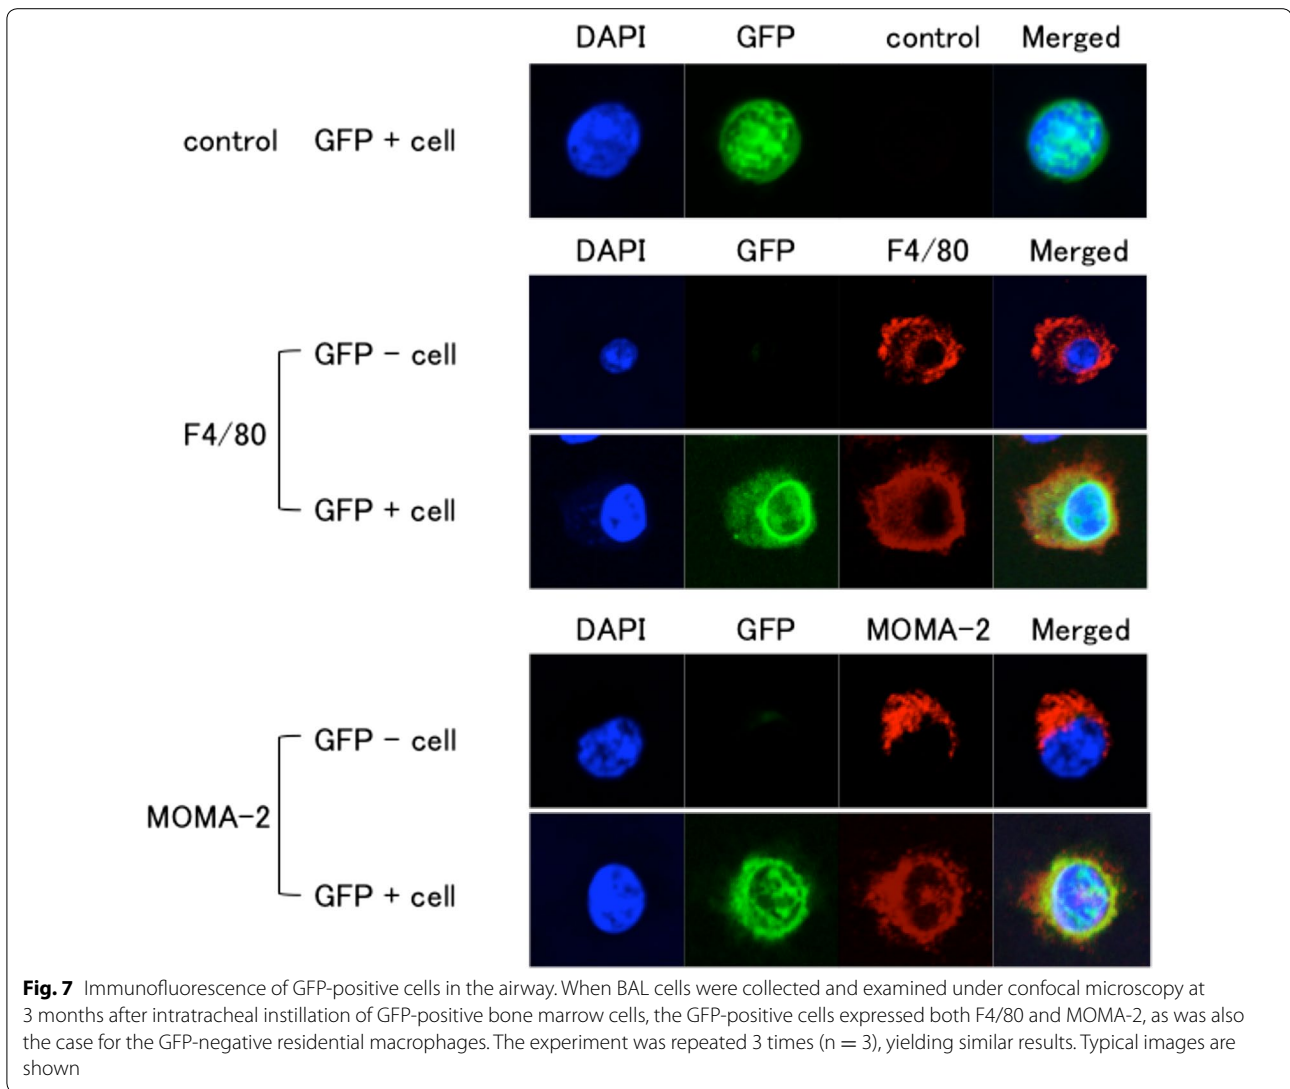 DAPI GFP control Merged
control GFP + cell
DAPI GFP F4/80 Merged
GFP - cell
F4/80
GFP + cell
DAPI GFP MOMA-2 Merged
GFP - cell
MOMA-2
GFP + cell
Fig. 7 Immunofluorescence of GFP-positive cells in the airway. When BAL cells were collected and examined under confocal microscopy at
3 months after intratracheal instillation of GFP-positive bone marrow cells, the GFP-positive cells expressed both F4/80 and MOMA-2, as was also
the case for the GFP-negative residential macrophages. The experiment was repeated 3 times (n = 3), yielding similar results. Typical images are
shown